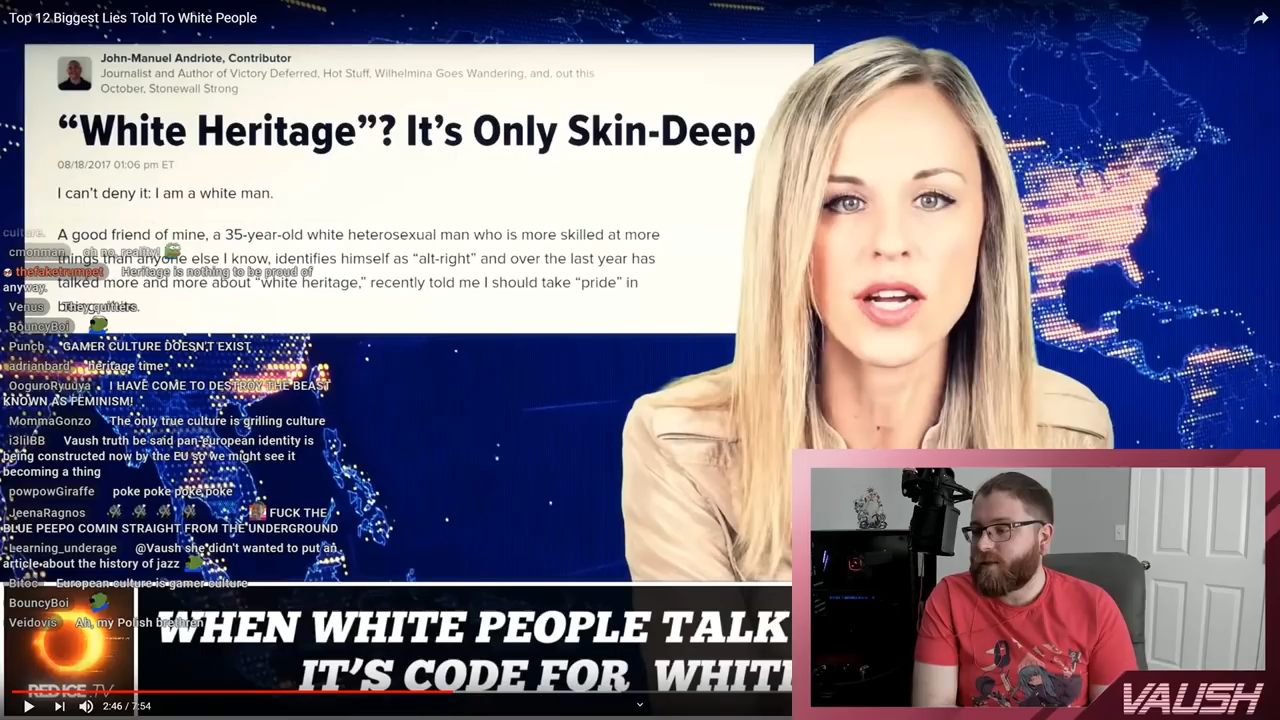 Top 12 Biggest Lies Told To White People
John-Manuel Andriote, Contributor
Journalist and Author of Victory Deferred, Hot Stuff, Wilhelmina Goes Wandering, and, out this
October, Stonewall Strong
“White Heritage”? It’s Only Skin-Deep
08/18/2017 01:06 pm ET
I can’t deny it: I am a white man.
A good friend of mine, a 35-year-old white heterosexual man who is more skilled at more
things than anyone else I know, identifies himself as “alt-right” and over the last year has
talked more and more about “white heritage,” recently told me I should take “pride” in
culture.
cmonman oh no, reality!
thefaketrumpet Heritage is nothing to be proud of
anyway.
Venus They quitters.
BouncyBoi
Punch GAMER CULTURE DOESN'T EXIST
adrianbard heritage time
OoguroRyuuya I HAVE COME TO DESTROY THE BEAST
KNOWN AS FEMINISM!
MommaGonzo The only true culture is grilling culture
i3lilBB Vaush truth be said pan-european identity is
being constructed now by the EU so we might see it
becoming a thing
powpowGiraffe poke poke poke poke
JeenaRagnos FUCK THE
BLUE PEEPO COMIN STRAIGHT FROM THE UNDERGROUND
Learning_underage @Vaush she didn't wanted to put an
article about the history of jazz
Bitoe European culture is gamer culture
BouncyBoi
Veidovis Ah, my Polish brethren
WHEN WHITE PEOPLE TALK
IT'S CODE FOR WHIT
RED ICE.TV
2:46 / 7:54
VAUSH